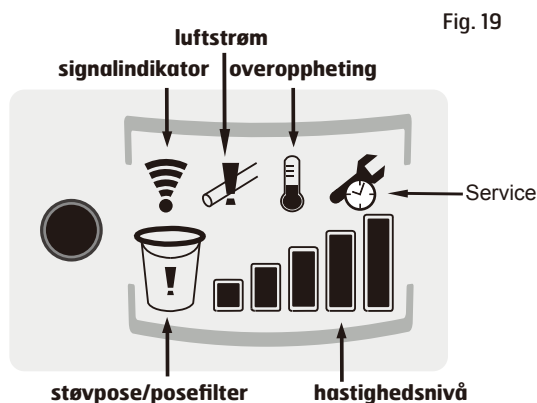 Fig. 19
luftstrøm
signalindikator
overoppheting
Service
støvpose/posefilter
hastighedsnivå